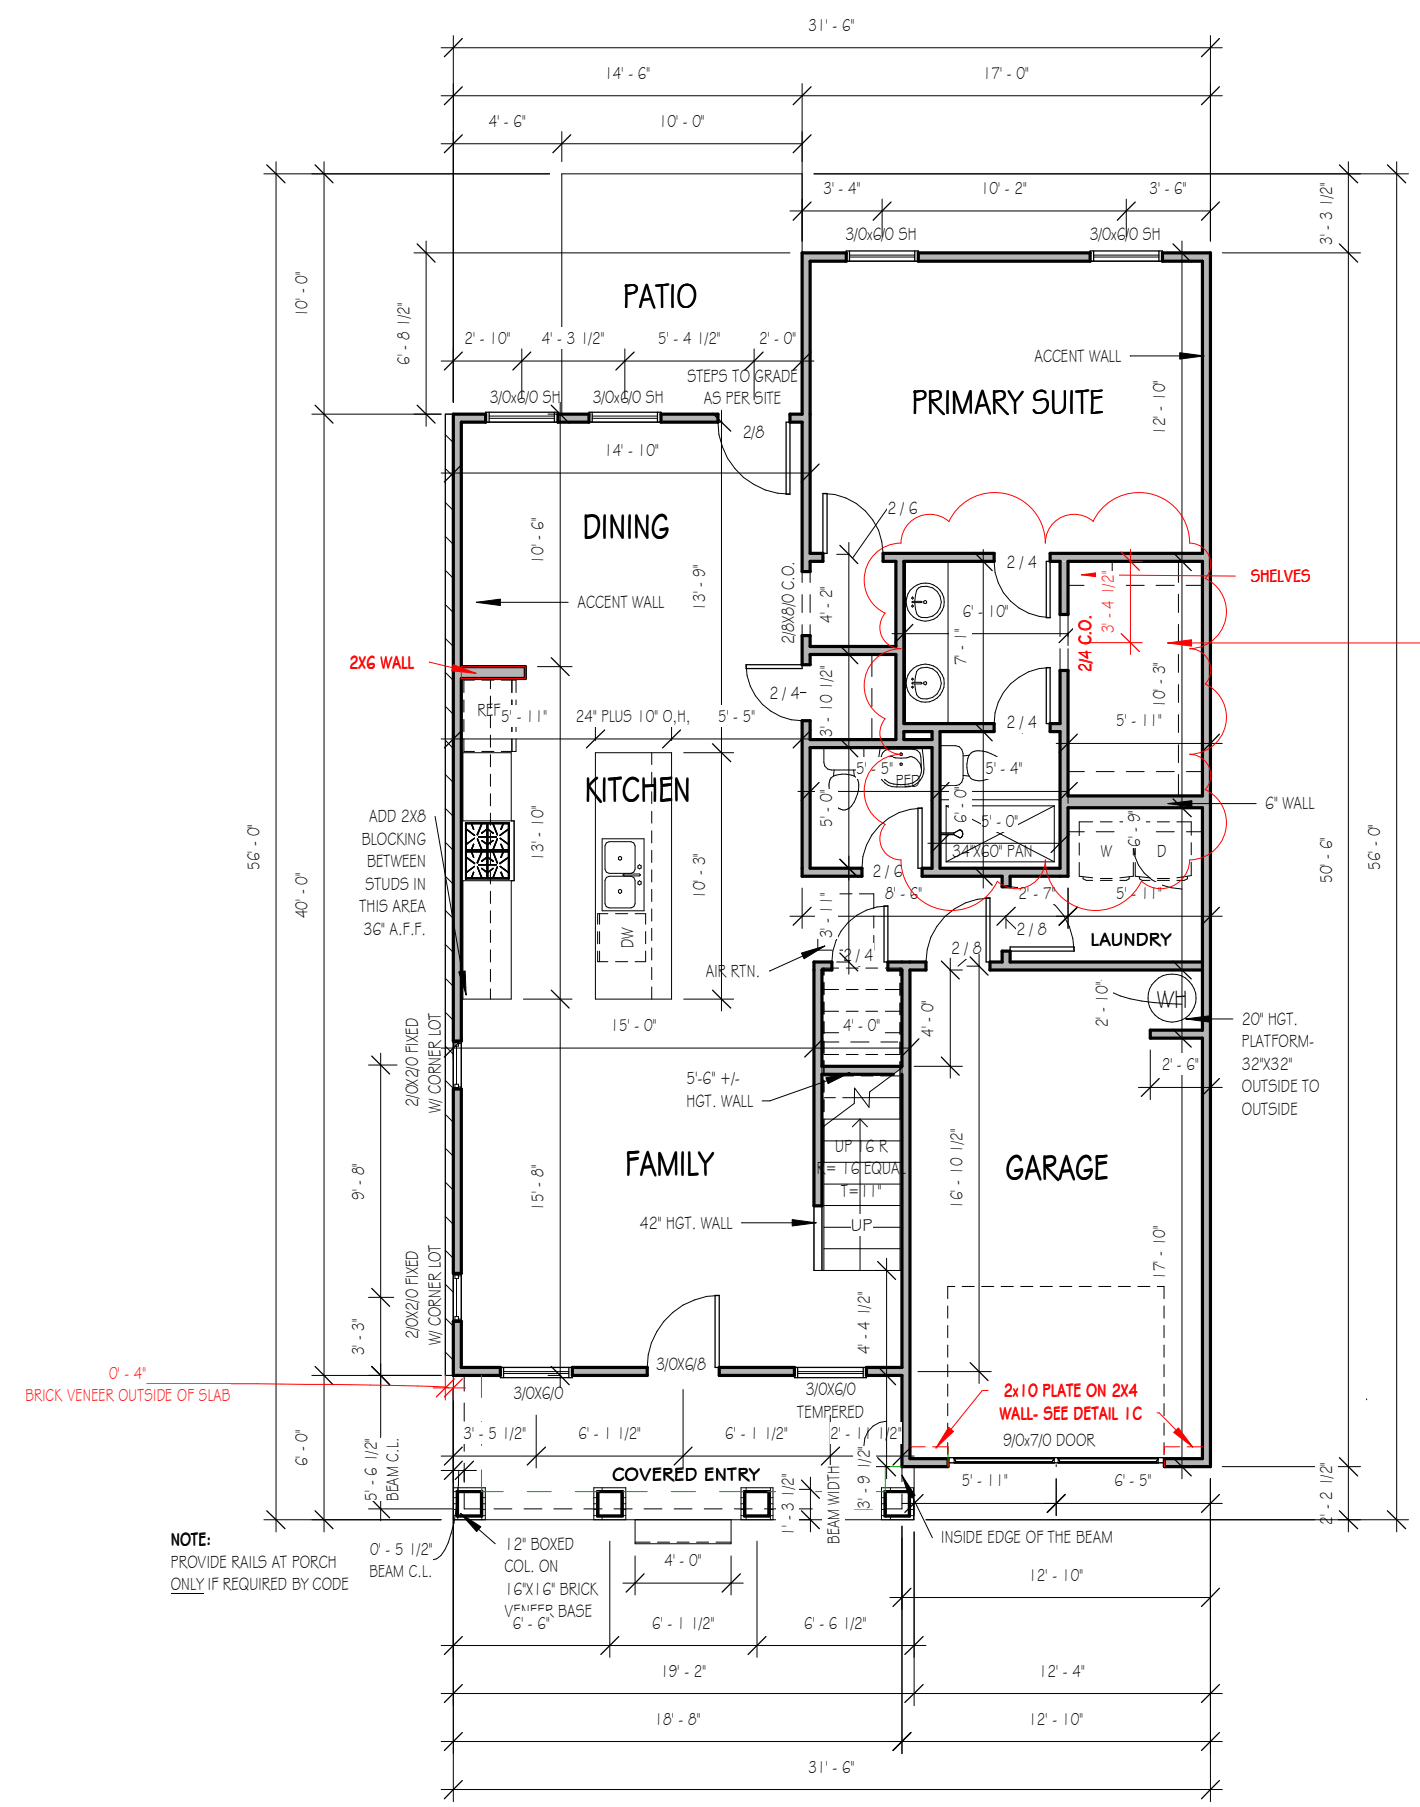 31' - 6"
14' - 6"
17' - 0"
4' - 6"
10' - 0"
3' - 4"
10' - 2"
3' - 6"
3' - 3 1/2"
3/0x6/0 SH
3/0x6/0 SH
10' - 0"
6' - 8 1/2"
PATIO
2' - 10"
4' - 3 1/2"
5' - 4 1/2"
2' - 0"
STEPS TO GRADE
AS PER SITE
ACCENT WALL
3/0x6/0 SH
3/0x6/0 SH
PRIMARY SUITE
12' - 10"
2/8
14' - 10"
DINING
2 / 6
10' - 6"
13' - 9"
2/8X8/0 C.O.
4' - 2"
2 / 4
SHELVES
3' - 4 1/2"
ACCENT WALL
6' - 10"
7' - 1"
2/4 C.O.
2X6 WALL
10' - 3"
2 / 4
3' - 10 1/2"
REF.
5' - 11"
24" PLUS 10" O.H.
5' - 5"
2 / 4
5' - 11"
KITCHEN
5' - 5"
PED
5' - 4"
5' - 0"
6' - 0"
5' - 0"
34"X60" PAN
6" WALL
6' - 9"
W
D
ADD 2X8
BLOCKING
BETWEEN
STUDS IN
THIS AREA
36" A.F.F.
56' - 0"
40' - 0"
13' - 10"
10' - 3"
50' - 6"
56' - 0"
2 / 6
8' - 6"
2' - 7"
5' - 11"
DW
3' - 11"
2 / 8
LAUNDRY
AIR RTN.
2 / 4
2 / 8
WH
2' - 10"
15' - 0"
4' - 0"
4' - 0"
20" HGT.
PLATFORM-
32"X32"
OUTSIDE TO
OUTSIDE
2/0X2/0 FIXED
W/ CORNER LOT
5'-6" +/-
HGT. WALL
2' - 6"
9' - 8"
15' - 8"
FAMILY
UP 16 R
R= 16 EQUAL
T=11"
UP
42" HGT. WALL
16' - 10 1/2"
GARAGE
17' - 10"
2/0X2/0 FIXED
W/ CORNER LOT
3' - 3"
4' - 4 1/2"
3/0X6/8
0' - 4"
BRICK VENEER OUTSIDE OF SLAB
3/0X6/0
3/0X6/0
TEMPERED
2x10 PLATE ON 2X4
WALL- SEE DETAIL 1C
9/0x7/0 DOOR
3' - 5 1/2"
6' - 1 1/2"
6' - 1 1/2"
2' - 11 1/2"
6' - 0"
5' - 6 1/2"
BEAM C.L.
COVERED ENTRY
1' - 3 1/2"
BEAM WIDTH
3' - 9 1/2"
5' - 11"
6' - 5"
2' - 2 1/2"
INSIDE EDGE OF THE BEAM
NOTE:
PROVIDE RAILS AT PORCH
ONLY IF REQUIRED BY CODE
0' - 5 1/2"
BEAM C.L.
12" BOXED
COL. ON
16"X16" BRICK
VENEER BASE
4' - 0"
12' - 10"
6' - 6"
6' - 1 1/2"
6' - 6 1/2"
19' - 2"
12' - 4"
18' - 8"
12' - 10"
31' - 6"